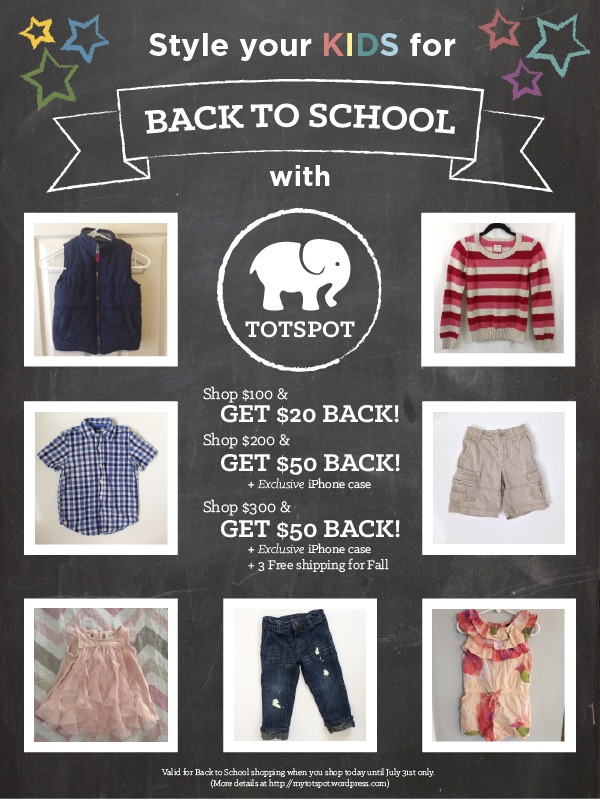 Style your KIDS for
BACK TO SCHOOL
with
TOTSPOT
Shop $100 &
GET $20 BACK!
Shop $200 &
GET $50 BACK!
+ Exclusive iPhone case
Shop $300 &
GET $50 BACK!
+ Exclusive iPhone case
+ 3 Free shipping for Fall
Valid for Back to School shopping when you shop today until July 31st only.
(More details at http://mytotspot.wordpress.com)